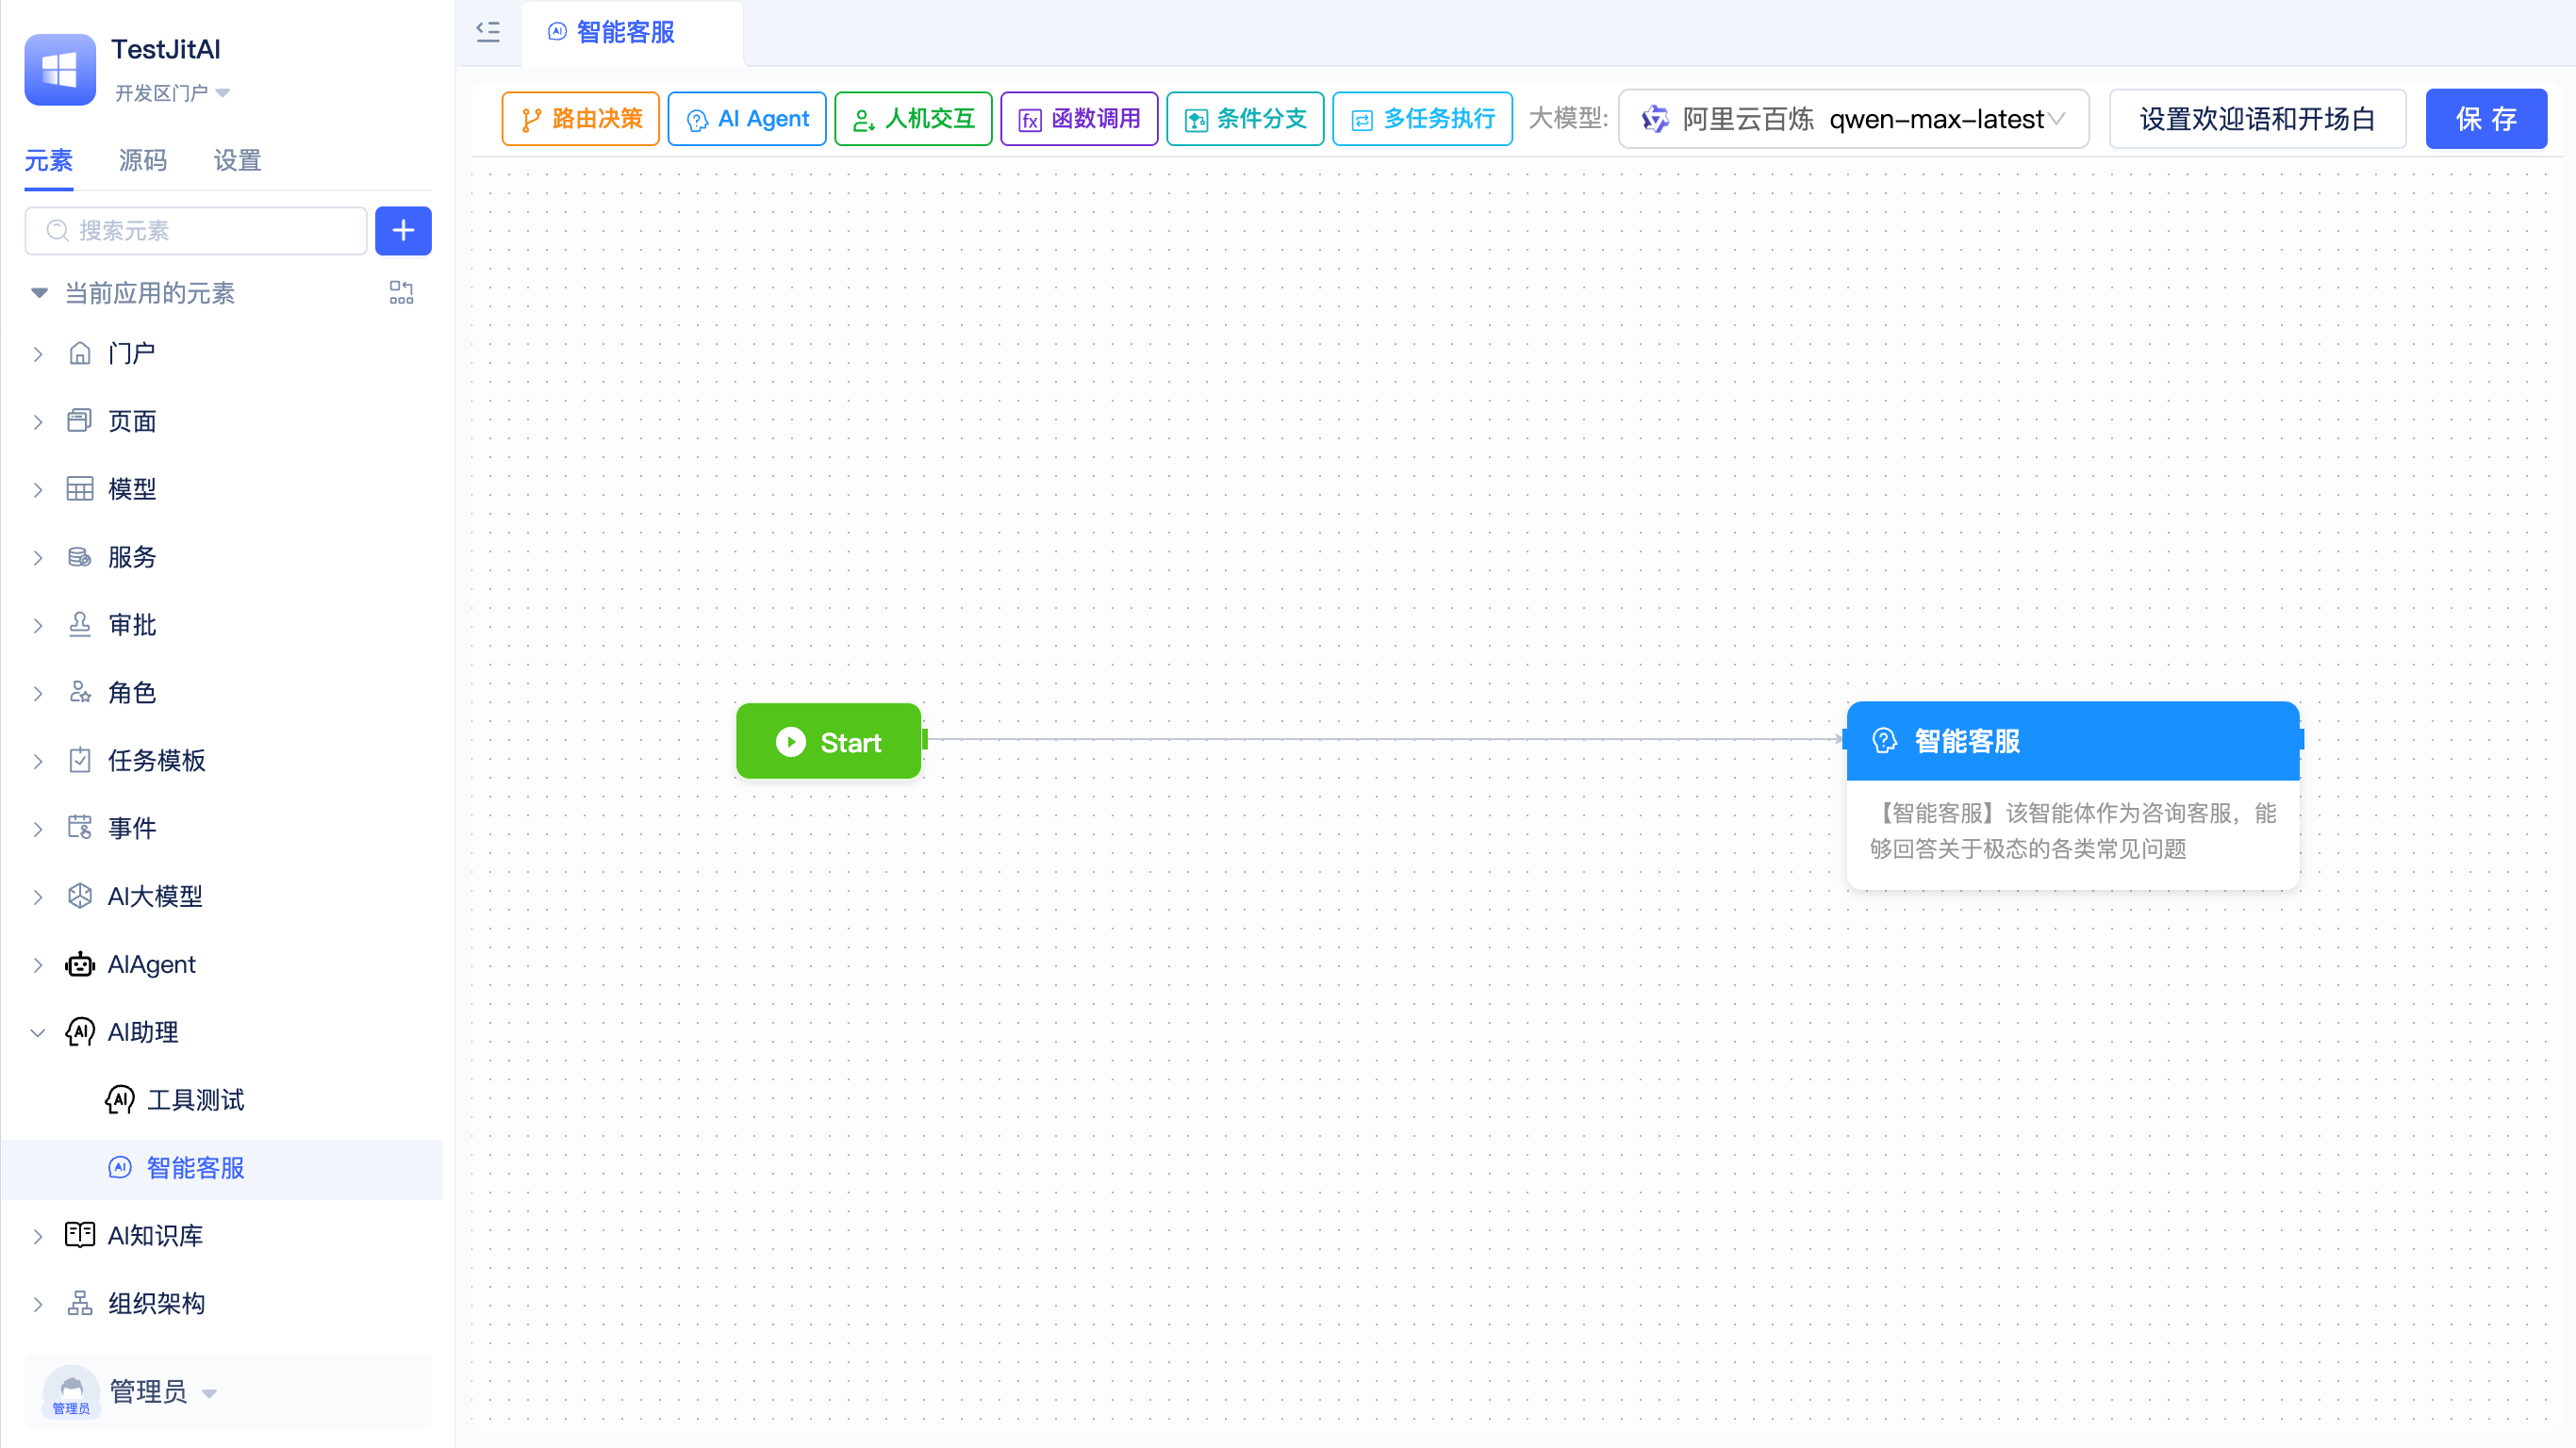 TestJitAI
开发区门户
元素 源码 设置
搜索元素
当前应用的元素
门户
页面
模型
服务
审批
角色
任务模板
事件
AI大模型
AIAgent
AI助理
工具测试
智能客服
AI知识库
组织架构
管理员
管理员
智能客服
路由决策 AI Agent 人机交互 函数调用 条件分支 多任务执行 大模型: 阿里云百炼 qwen-max-latest 设置欢迎语和开场白 保存
Start
智能客服
【智能客服】该智能体作为咨询客服，能
够回答关于极态的各类常见问题